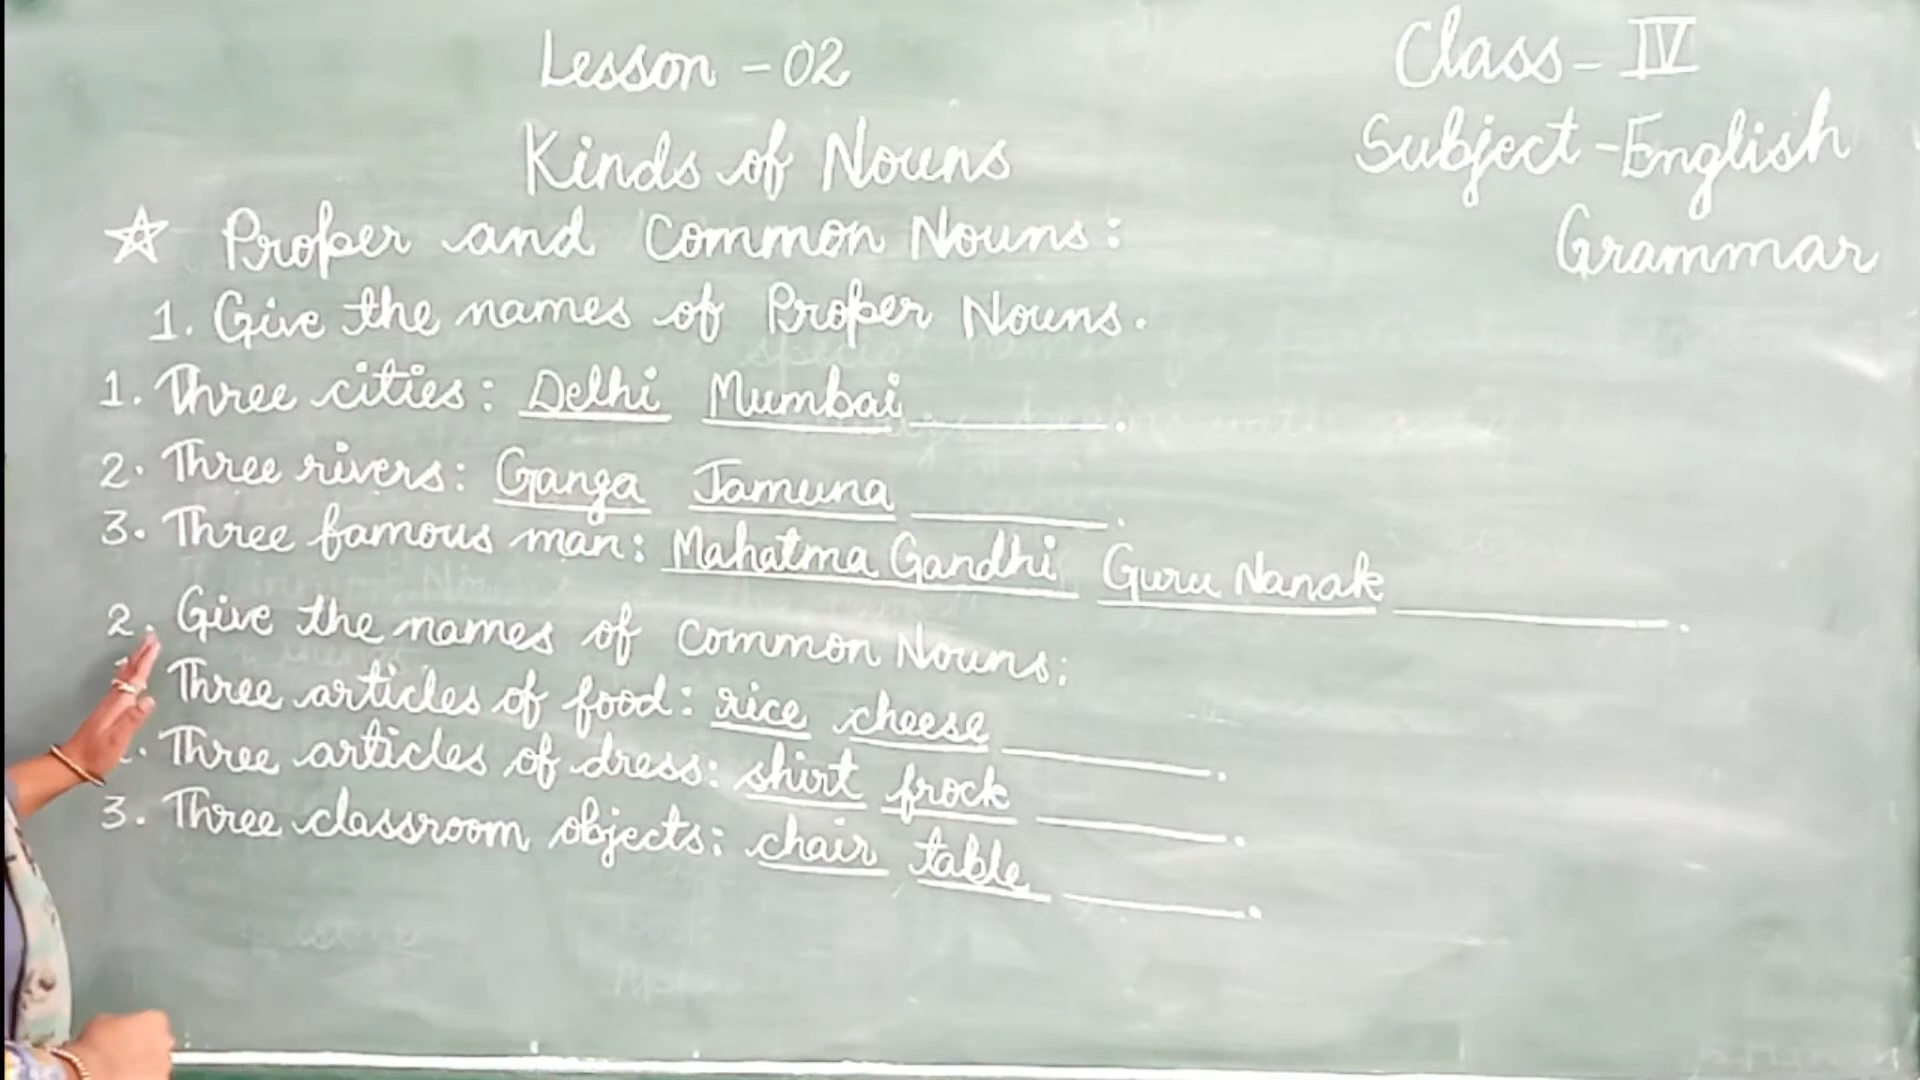 Lesson - 02
Class - IV
Kinds of Nouns
Subject - English
Grammar
☆ Proper and Common Nouns:
1. Give the names of Proper Nouns.
1. Three cities: Delhi Mumbai ________.
2. Three rivers: Ganga Jamuna ________.
3. Three famous man: Mahatma Gandhi Guru Nanak ________.
2. Give the names of Common Nouns:
Three articles of food: rice cheese ________.
Three articles of dress: shirt frock ________.
3. Three classroom objects: chair table ________.